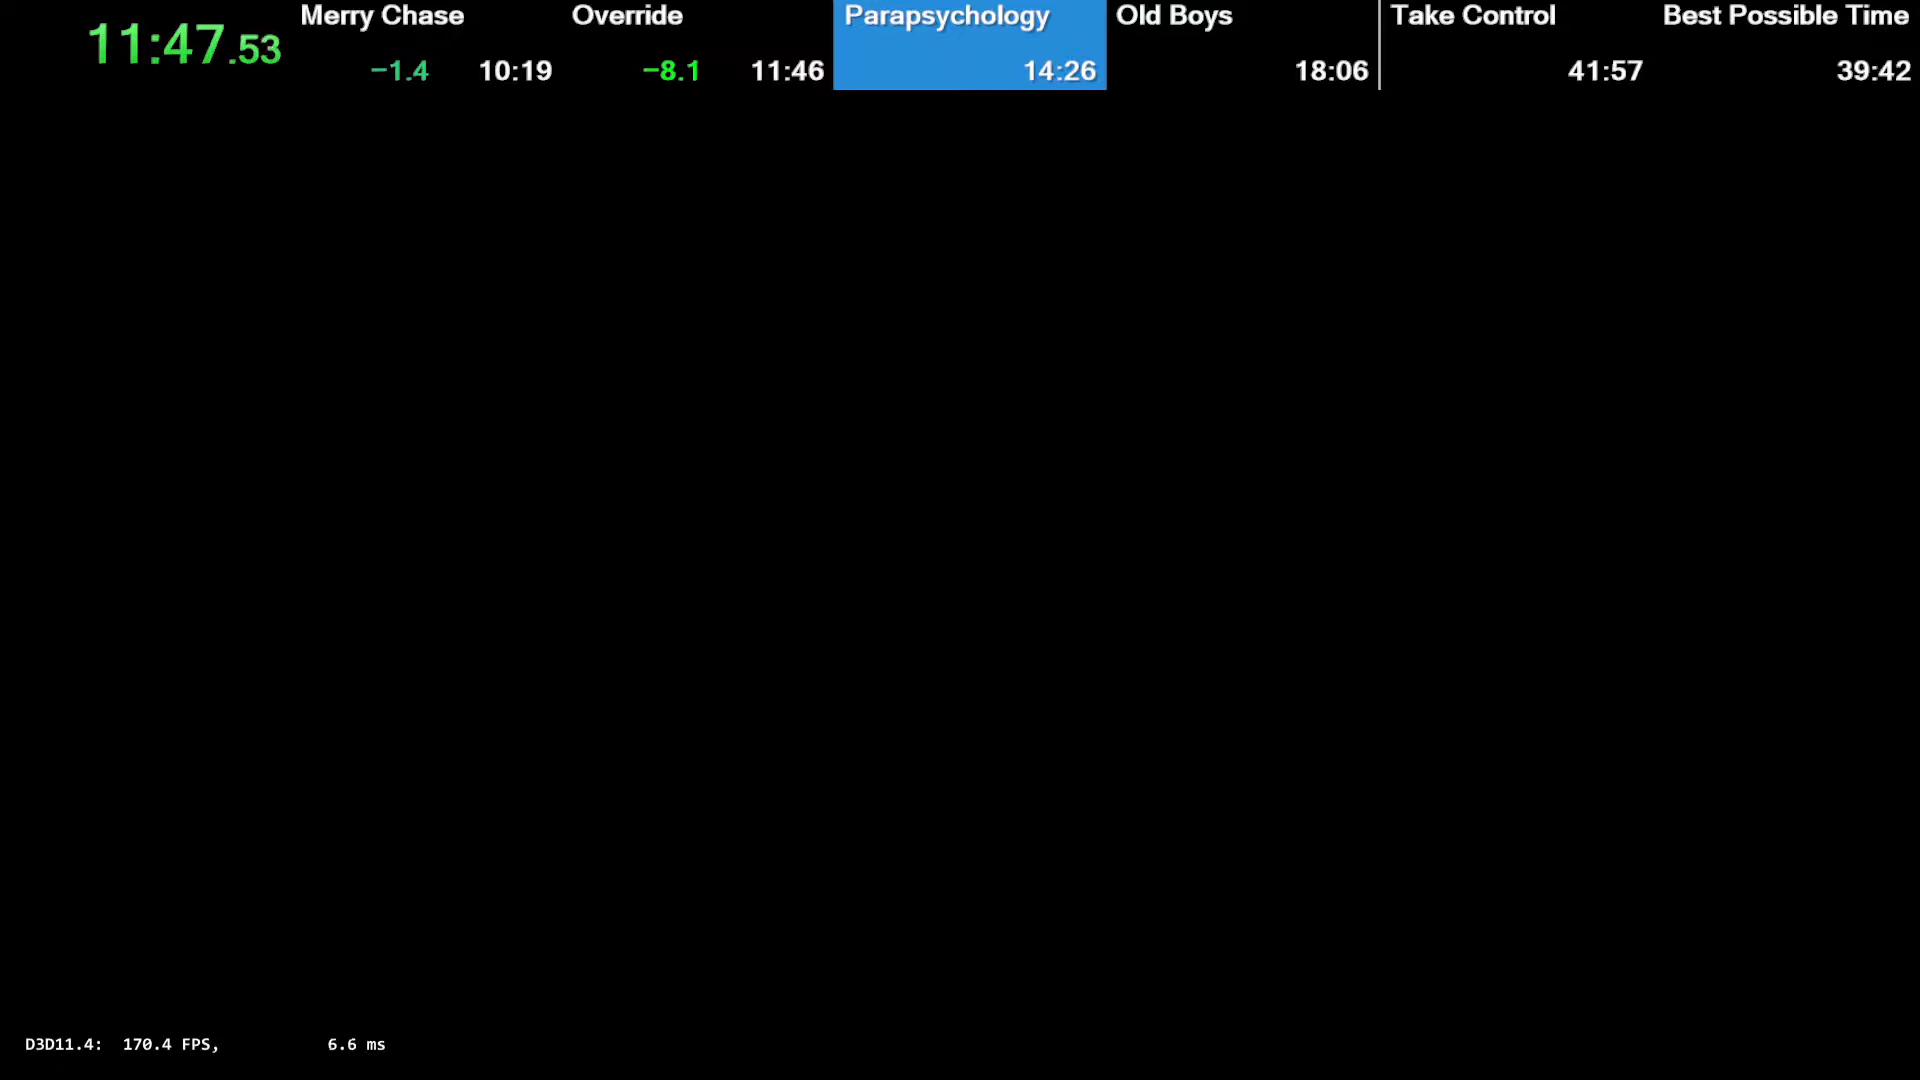 11:47.53
Merry Chase
−1.4 10:19
Override
−8.1 11:46
Parapsychology
14:26
Old Boys
18:06
Take Control
41:57
Best Possible Time
39:42
D3D11.4: 170.4 FPS, 6.6 ms